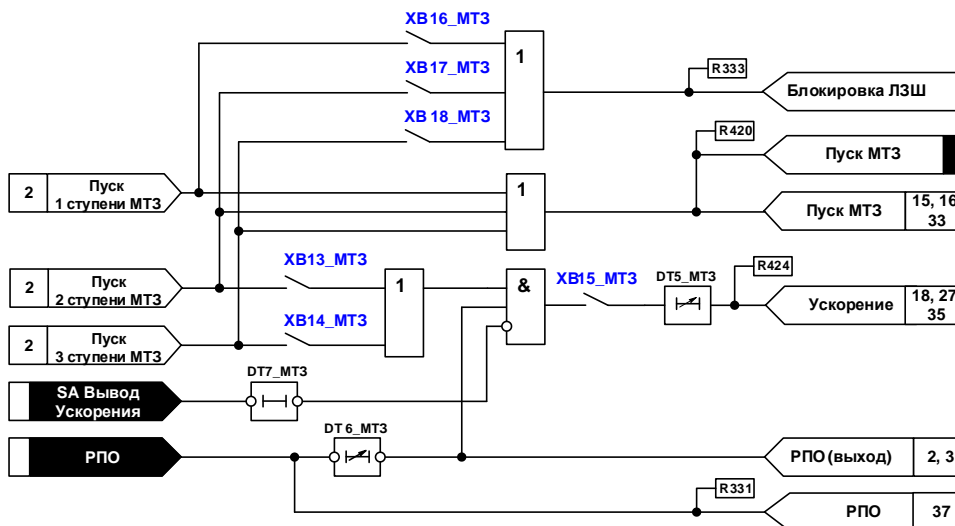 XB16_МТЗ
1
XB17_МТЗ
R333
Блокировка ЛЗШ
XB18_МТЗ
R420
Пуск МТЗ
2
Пуск
1 ступени МТЗ
1
Пуск МТЗ
15, 16
33
XB13_МТЗ
2
Пуск
2 ступени МТЗ
1
&
XB15_МТЗ
DT5_МТЗ
R424
Ускорение
18, 27
35
XB14_МТЗ
2
Пуск
3 ступени МТЗ
DT7_МТЗ
SA Вывод
Ускорения
DT6_МТЗ
РПО
РПО (выход)
2, 3
R331
РПО
37